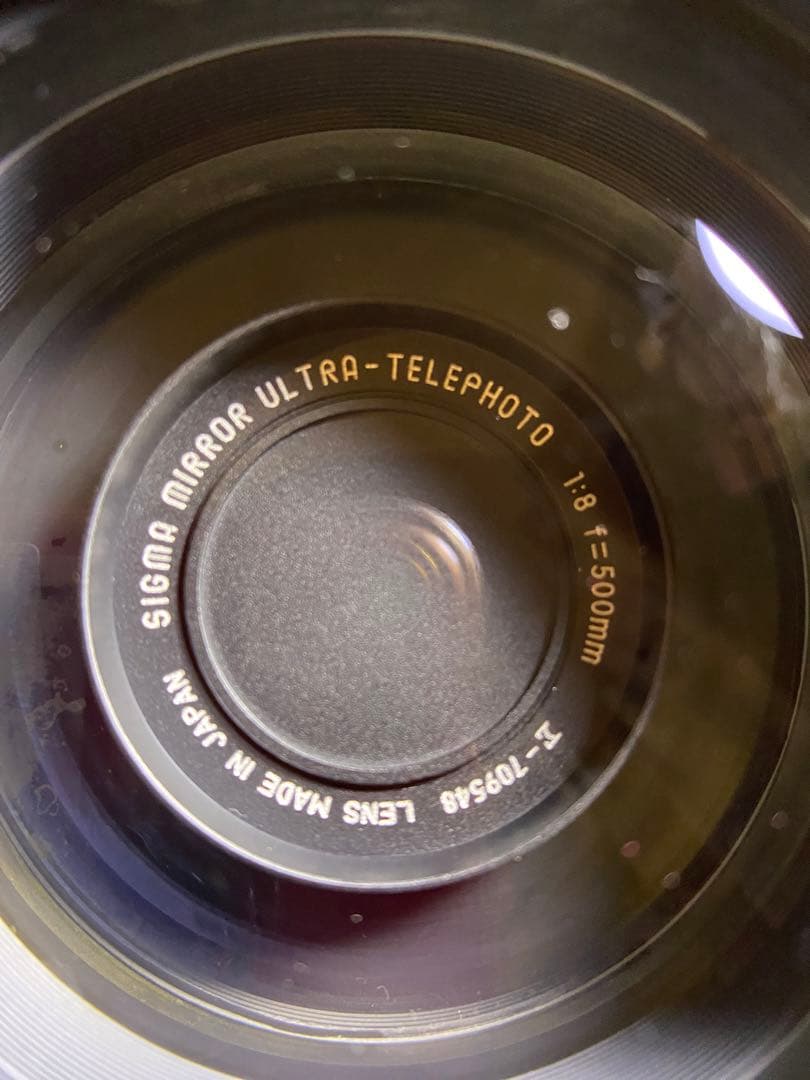 SIGMA MIRROR ULTRA-TELEPHOTO 1:8 f=500mm
Σ-709548 LENS MADE IN JAPAN